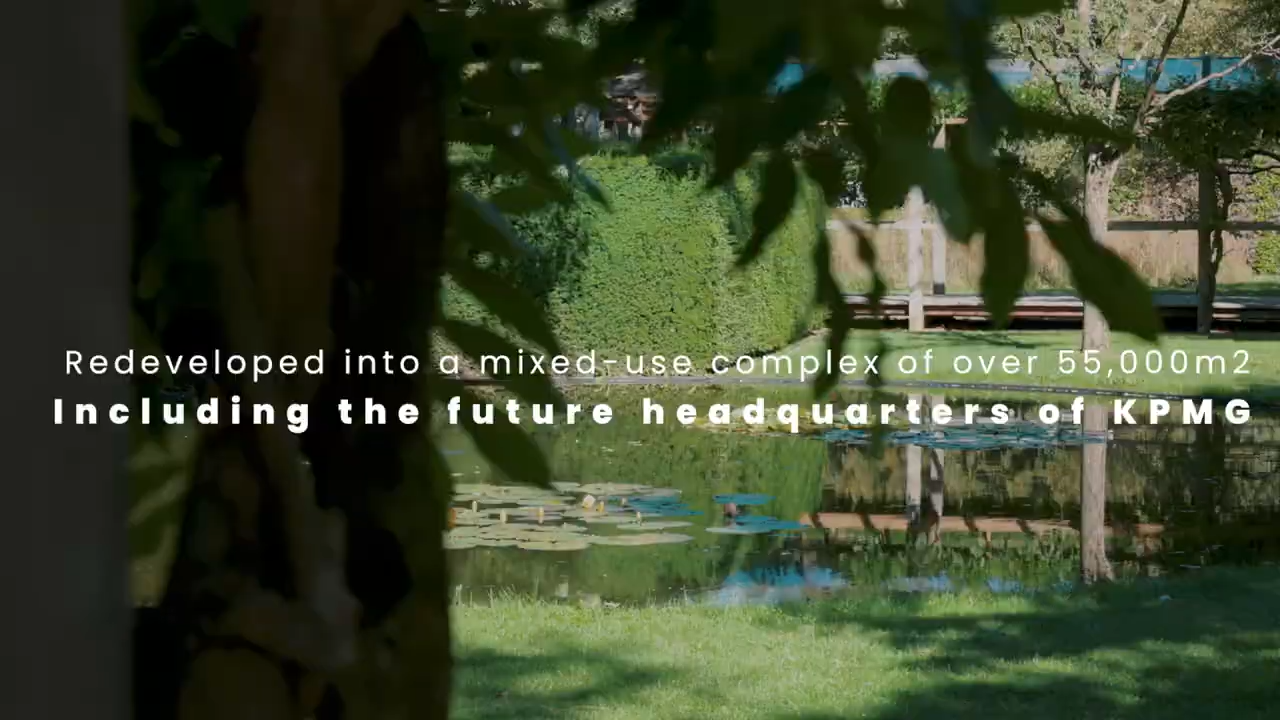 Redeveloped into a mixed-use complex of over 55,000m2
Including the future headquarters of KPMG